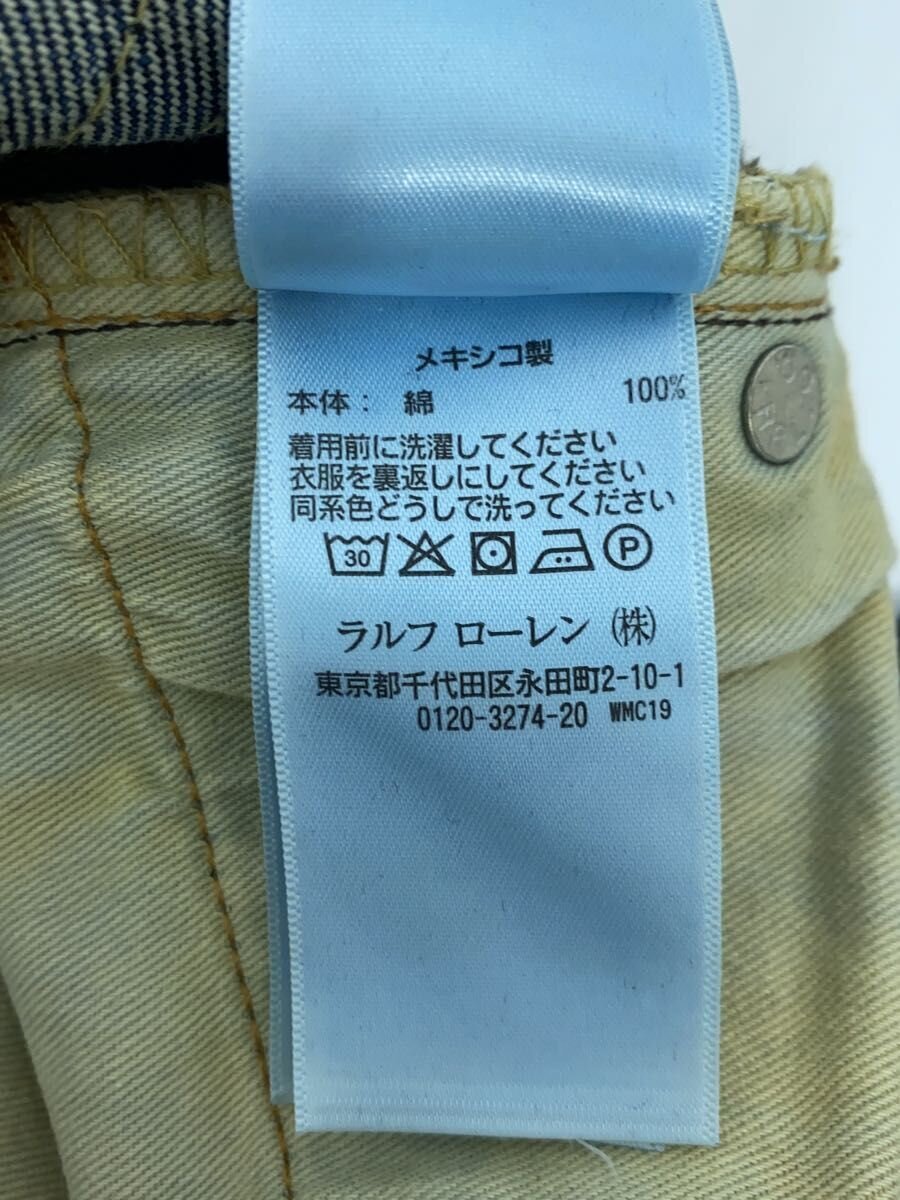 メキシコ製
本体： 綿 100%
着用前に洗濯してください
衣服を裏返しにしてください
同系色どうしで洗ってください
30 P
ラルフ ローレン (株)
東京都千代田区永田町2-10-1
0120-3274-20 WMC19